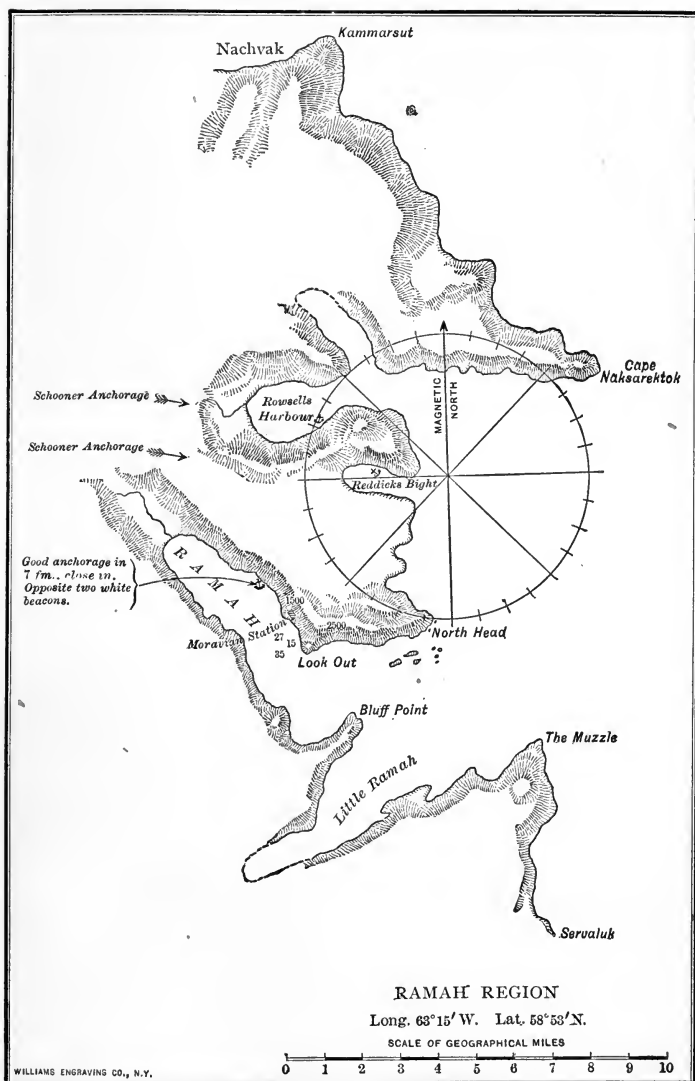 Kammarsut
Nachvak
Cape
Naksarektok
MAGNETIC
NORTH
Schooner Anchorage
Rowsells
Harbour
Schooner Anchorage
Reddicks Bight
Good anchorage in
7 fm., close in.
Opposite two white
beacons.
RAMAH
1500
2500
Moravian Station
27
15
35
North Head
Look Out
Bluff Point
The Muzzle
Little Ramah
Servaluk
RAMAH REGION
Long. 63°15′ W. Lat. 58°53′ N.
SCALE OF GEOGRAPHICAL MILES
0 1 2 3 4 5 6 7 8 9 10
WILLIAMS ENGRAVING CO., N.Y.